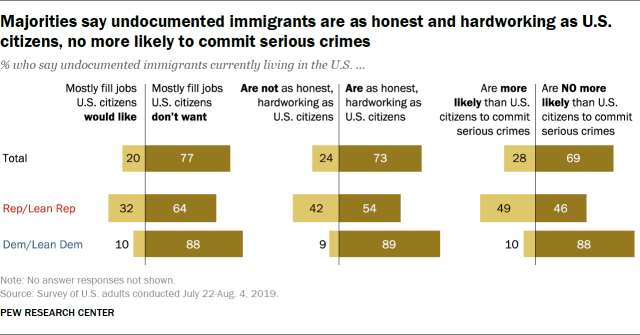 Majorities say undocumented immigrants are as honest and hardworking as U.S.
citizens, no more likely to commit serious crimes
% who say undocumented immigrants currently living in the U.S. ...
Mostly fill jobs
U.S. citizens
would like
Mostly fill jobs
U.S. citizens
don't want
Are not as honest,
hardworking as
U.S. citizens
Are as honest,
hardworking as
U.S. citizens
Are more
likely than U.S.
citizens to commit
serious crimes
Are NO more
likely than U.S.
citizens to commit
serious crimes
Total 20 77 24 73 28 69
Rep/Lean Rep 32 64 42 54 49 46
Dem/Lean Dem 10 88 9 89 10 88
Note: No answer responses not shown.
Source: Survey of U.S. adults conducted July 22-Aug. 4, 2019.
PEW RESEARCH CENTER